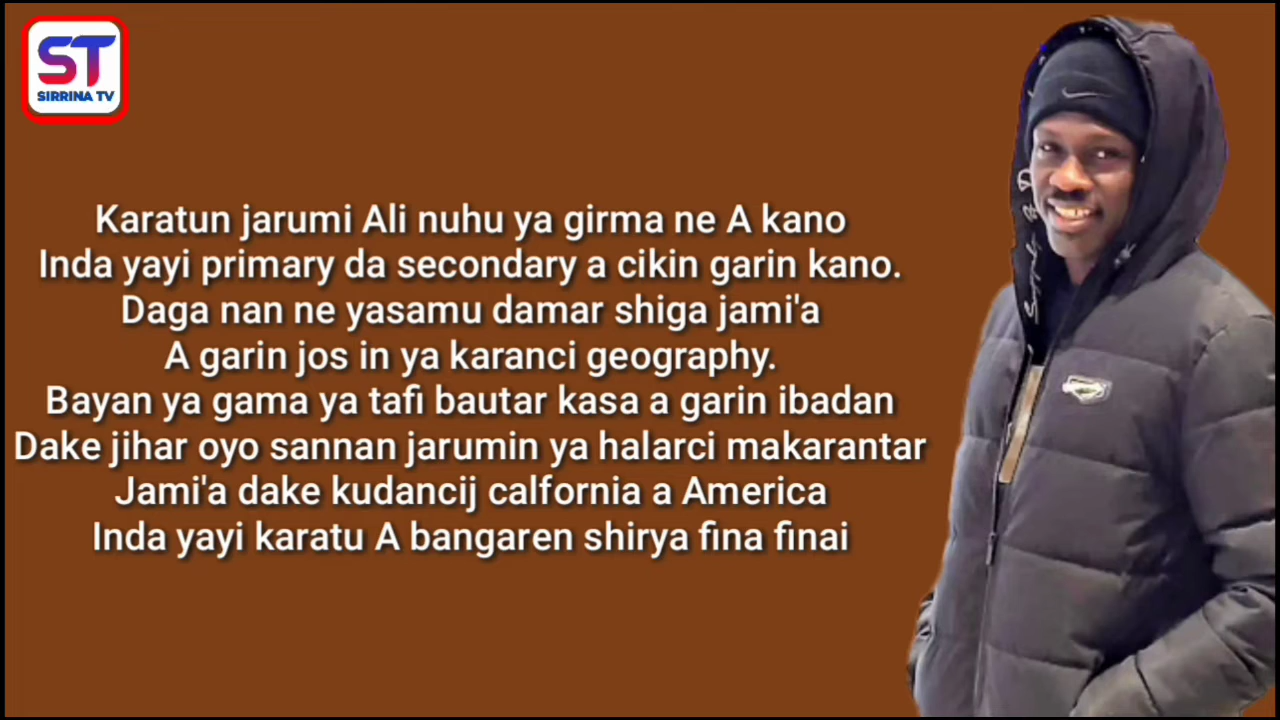 ST
SIRRINA TV
Karatun jarumi Ali nuhu ya girma ne A kano
Inda yayi primary da secondary a cikin garin kano.
Daga nan ne yasamu damar shiga jami'a
A garin jos in ya karanci geography.
Bayan ya gama ya tafi bautar kasa a garin ibadan
Dake jihar oyo sannan jarumin ya halarci makarantar
Jami'a dake kudancij calfornia a America
Inda yayi karatu A bangaren shirya fina finai